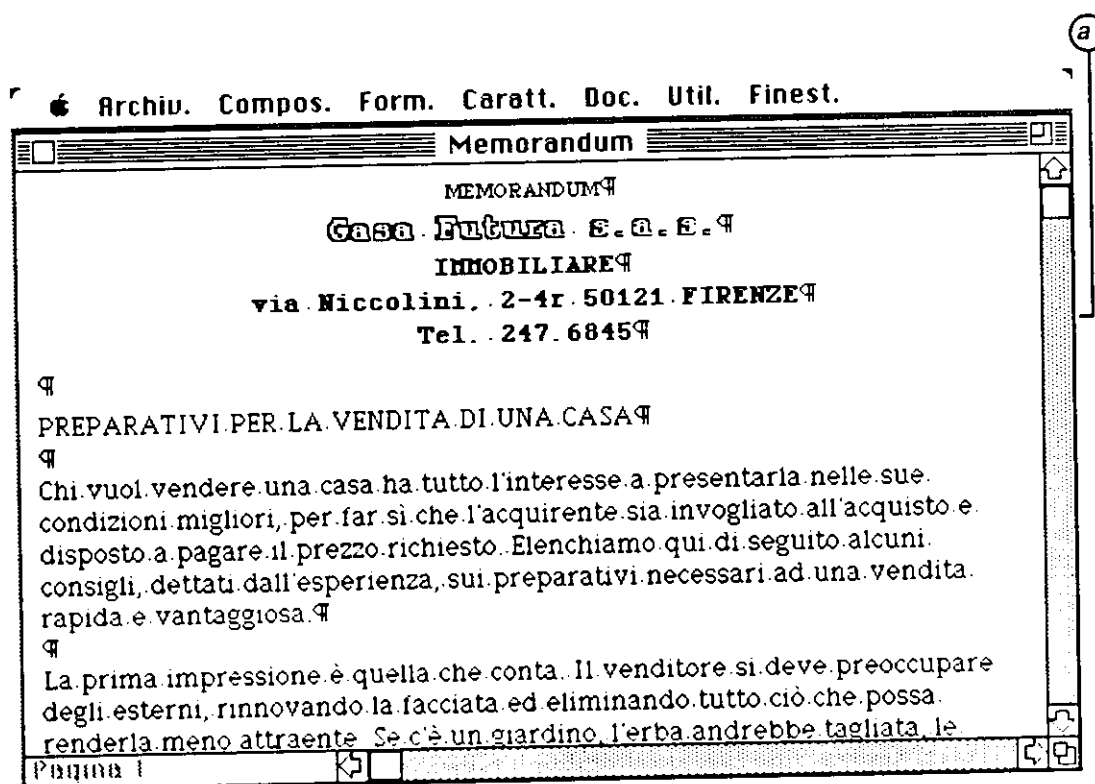 a
Archiv. Compos. Form. Caratt. Doc. Util. Finest.
Memorandum
MEMORANDUM¶
Casa·Futura·s.a.s.¶
IMMOBILIARE¶
via·Niccolini,·2-4r·50121·FIRENZE¶
Tel.·247.6845¶
¶
PREPARATIVI·PER·LA·VENDITA·DI·UNA·CASA¶
¶
Chi·vuol·vendere·una·casa·ha·tutto·l'interesse·a·presentarla·nelle·sue·
condizioni·migliori,·per·far·sì·che·l'acquirente·sia·invogliato·all'acquisto·e·
disposto·a·pagare·il·prezzo·richiesto.·Elenchiamo·qui·di·seguito·alcuni·
consigli,·dettati·dall'esperienza,·sui·preparativi·necessari·ad·una·vendita·
rapida·e·vantaggiosa.¶
¶
La·prima·impressione·è·quella·che·conta.·Il·venditore·si·deve·preoccupare·
degli·esterni,·rinnovando·la·facciata·ed·eliminando·tutto·ciò·che·possa·
renderla·meno·attraente.·Se·c'è·un·giardino,·l'erba·andrebbe·tagliata,·le·
Pagina 1